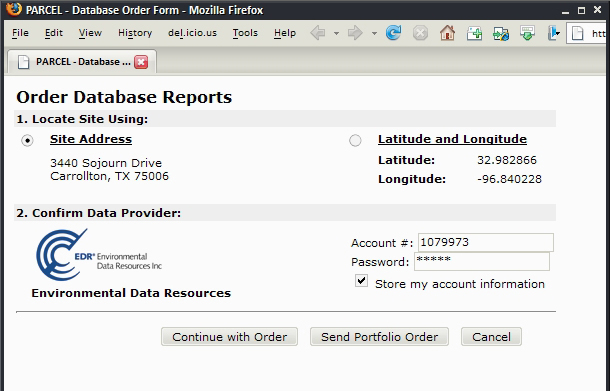 PARCEL - Database Order Form - Mozilla Firefox
File Edit View History del.icio.us Tools Help
htt
PARCEL - Database ...
Order Database Reports
1. Locate Site Using:
Site Address
3440 Sojourn Drive
Carrollton, TX 75006
Latitude and Longitude
Latitude: 32.982866
Longitude: -96.840228
2. Confirm Data Provider:
EDR® Environmental
Data Resources Inc
Environmental Data Resources
Account #: 1079973
Password: *****
Store my account information
Continue with Order Send Portfolio Order Cancel